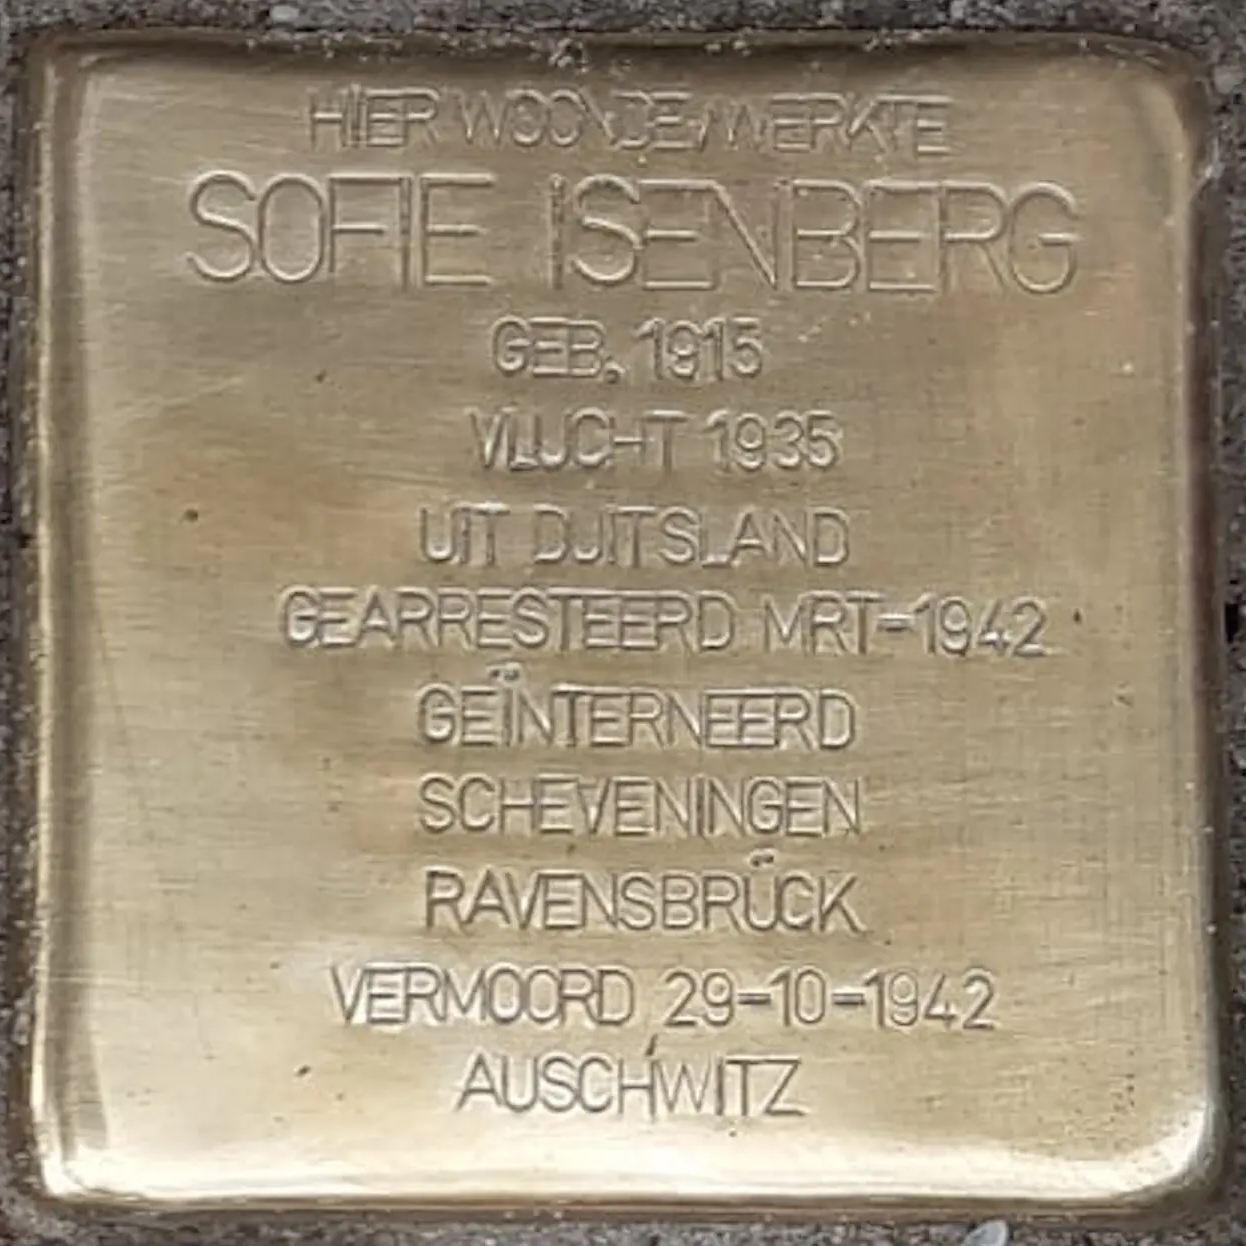 HIER WOONDE/WERKTE
SOFIE ISENBERG
GEB. 1915
VLUCHT 1935
UIT DUITSLAND
GEARRESTEERD MRT-1942
GEÏNTERNEERD
SCHEVENINGEN
RAVENSBRÜCK
VERMOORD 29-10-1942
AUSCHWITZ